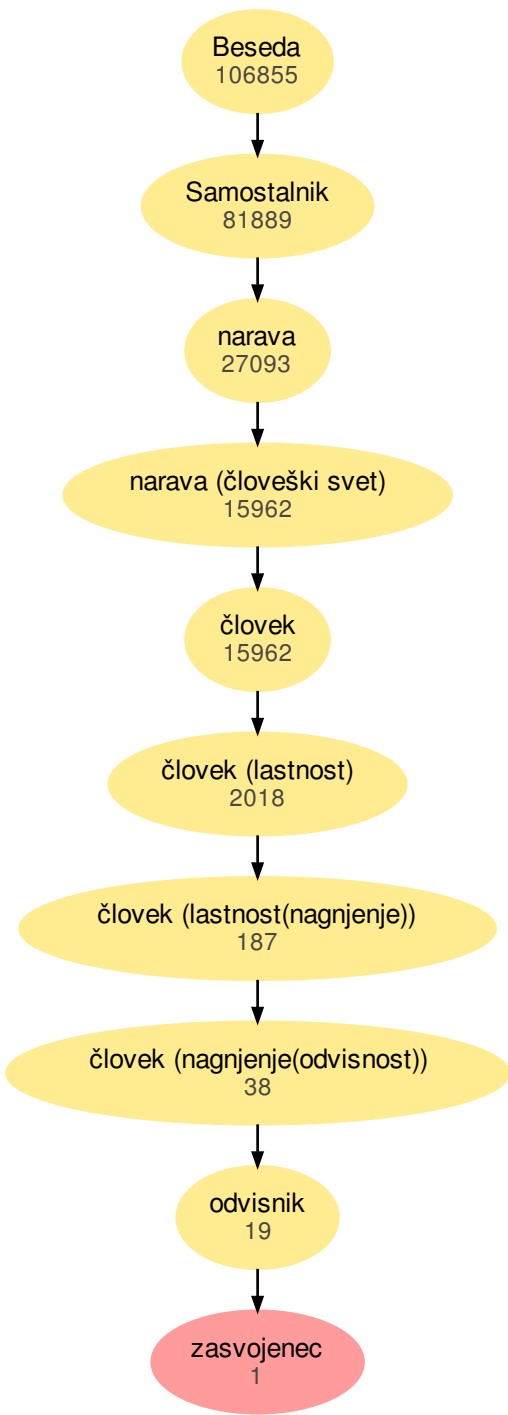 Beseda
106855
Samostalnik
81889
narava
27093
narava (človeški svet)
15962
človek
15962
človek (lastnost)
2018
človek (lastnost(nagnjenje))
187
človek (nagnjenje(odvisnost))
38
odvisnik
19
zasvojenec
1